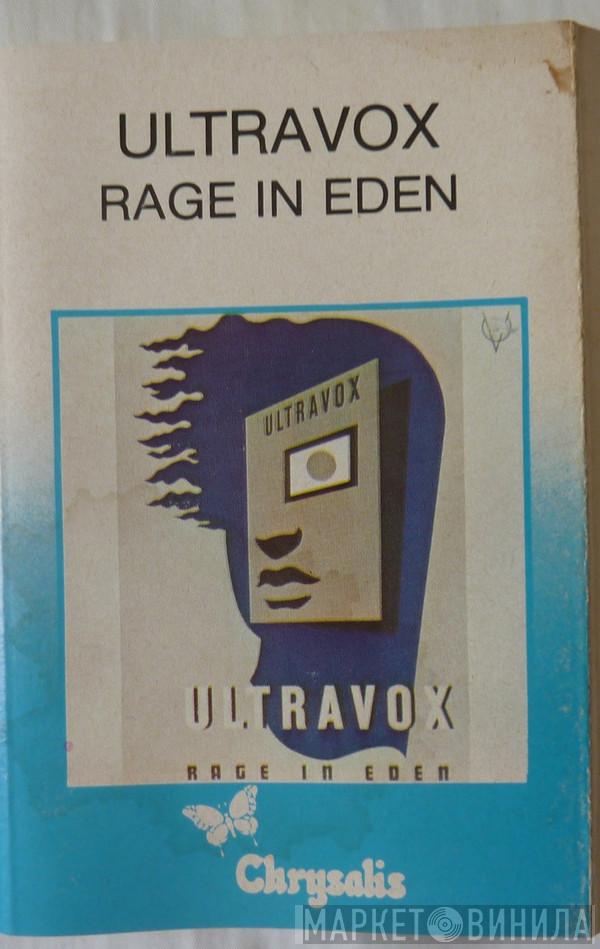 ULTRAVOX
RAGE IN EDEN
ULTRAVOX
ULTRAVOX
RAGE IN EDEN
Chrysalis
МАРКЕТ ВИНИЛА